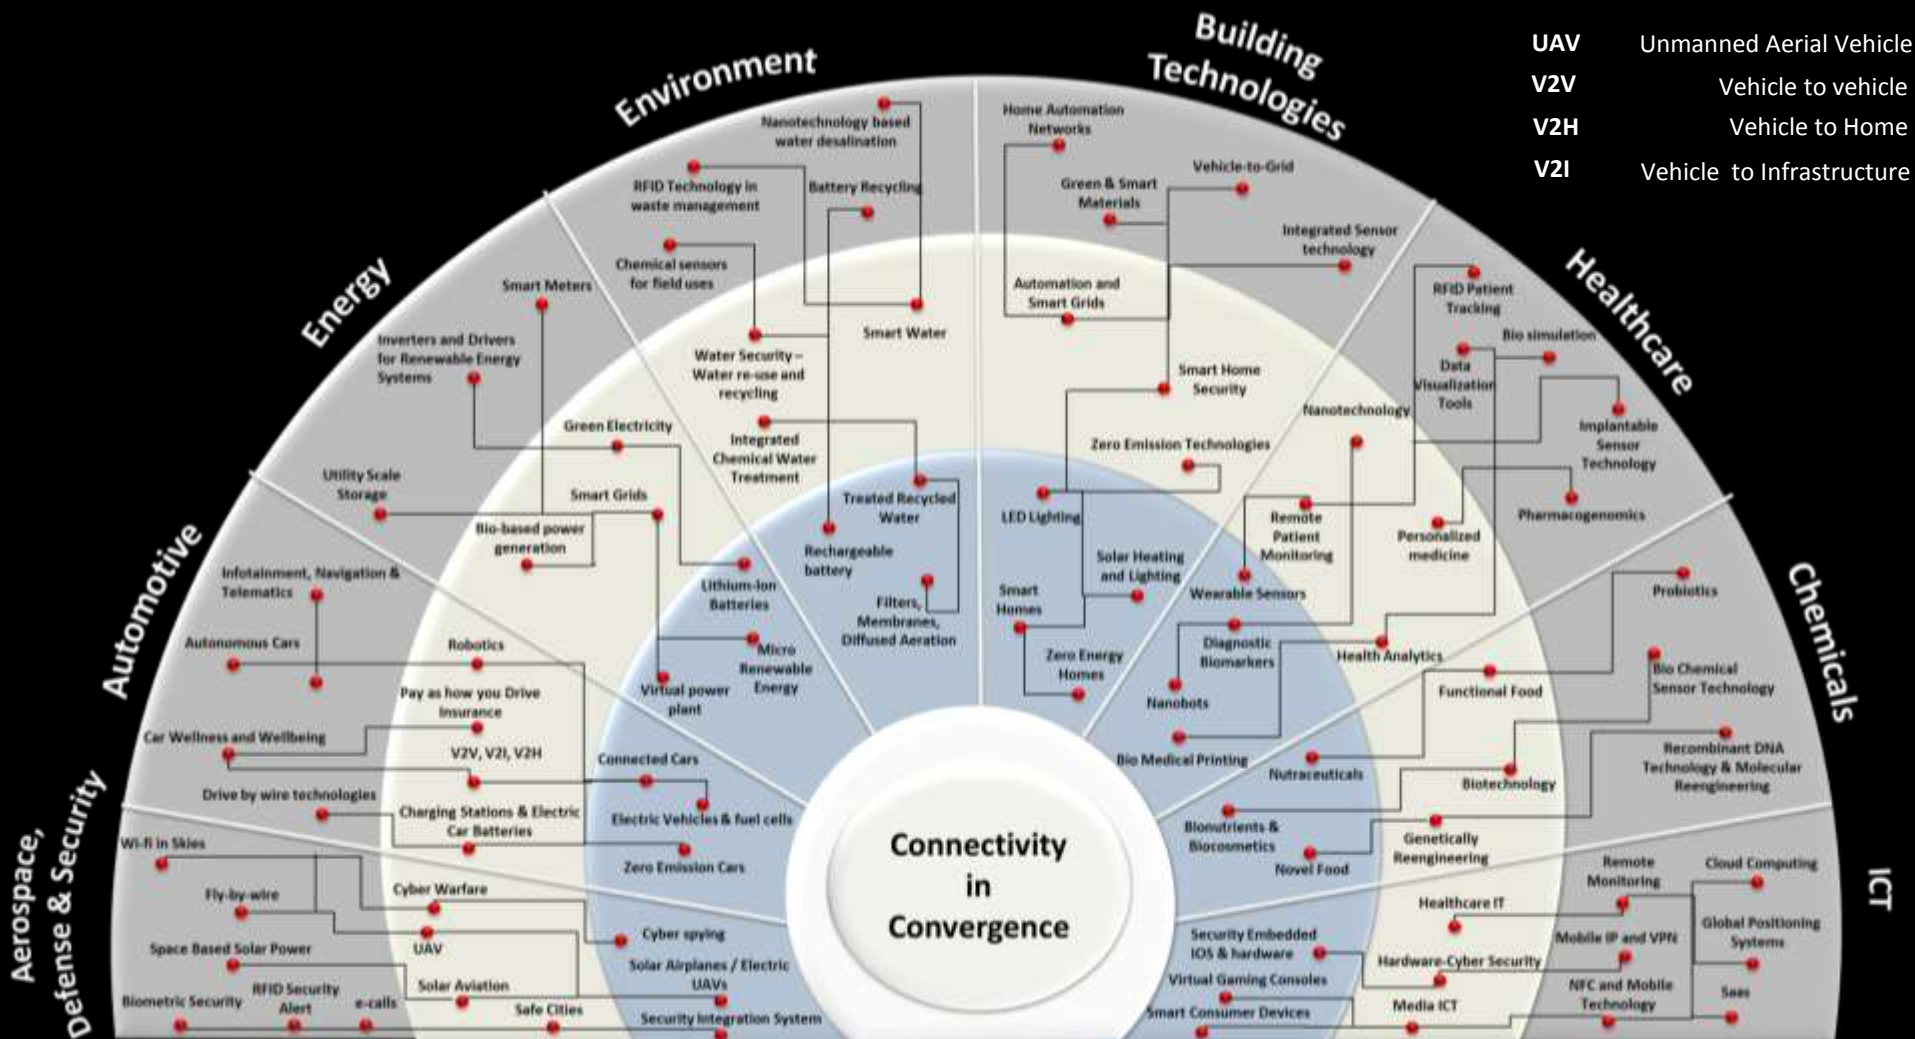 UAV Unmanned Aerial Vehicle
V2V Vehicle to vehicle
V2H Vehicle to Home
V2I Vehicle to Infrastructure
Aerospace,
Defense & Security
Automotive
Energy
Environment
Building
Technologies
Healthcare
Chemicals
ICT
Connectivity
in
Convergence
Wi-fi in Skies
Fly-by-wire
Space Based Solar Power
Biometric Security
RFID Security
Alert
e-calls
Cyber Warfare
UAV
Solar Aviation
Safe Cities
Cyber spying
Solar Airplanes / Electric
UAVs
Security Integration System
Infotainment, Navigation &
Telematics
Autonomous Cars
Car Wellness and Wellbeing
Drive by wire technologies
Robotics
Pay as how you Drive
Insurance
V2V, V2I, V2H
Charging Stations & Electric
Car Batteries
Connected Cars
Electric Vehicles & fuel cells
Zero Emission Cars
Smart Meters
Inverters and Drivers
for Renewable Energy
Systems
Utility Scale
Storage
Green Electricity
Smart Grids
Bio-based power
generation
Lithium-Ion
Batteries
Micro
Renewable
Energy
Virtual power
plant
Nanotechnology based
water desalination
RFID Technology in
waste management
Battery Recycling
Chemical sensors
for field uses
Smart Water
Water Security –
Water re-use and
recycling
Integrated
Chemical Water
Treatment
Treated Recycled
Water
Rechargeable
battery
Filters,
Membranes,
Diffused Aeration
Home Automation
Networks
Vehicle-to-Grid
Green & Smart
Materials
Integrated Sensor
technology
Automation and
Smart Grids
Smart Home
Security
Zero Emission Technologies
LED Lighting
Solar Heating
and Lighting
Smart
Homes
Zero Energy
Homes
RFID Patient
Tracking
Bio simulation
Data
Visualization
Tools
Implantable
Sensor
Technology
Pharmacogenomics
Nanotechnology
Remote
Patient
Monitoring
Personalized
medicine
Wearable Sensors
Diagnostic
Biomarkers
Health Analytics
Nanobots
Bio Medical Printing
Probiotics
Bio Chemical
Sensor Technology
Recombinant DNA
Technology & Molecular
Reengineering
Functional Food
Biotechnology
Genetically
Reengineering
Nutraceuticals
Bionutrients &
Biocosmetics
Novel Food
Remote
Monitoring
Cloud Computing
Global Positioning
Systems
Mobile IP and VPN
NFC and Mobile
Technology
Saas
Healthcare IT
Hardware-Cyber Security
Media ICT
Security Embedded
IOS & hardware
Virtual Gaming Consoles
Smart Consumer Devices